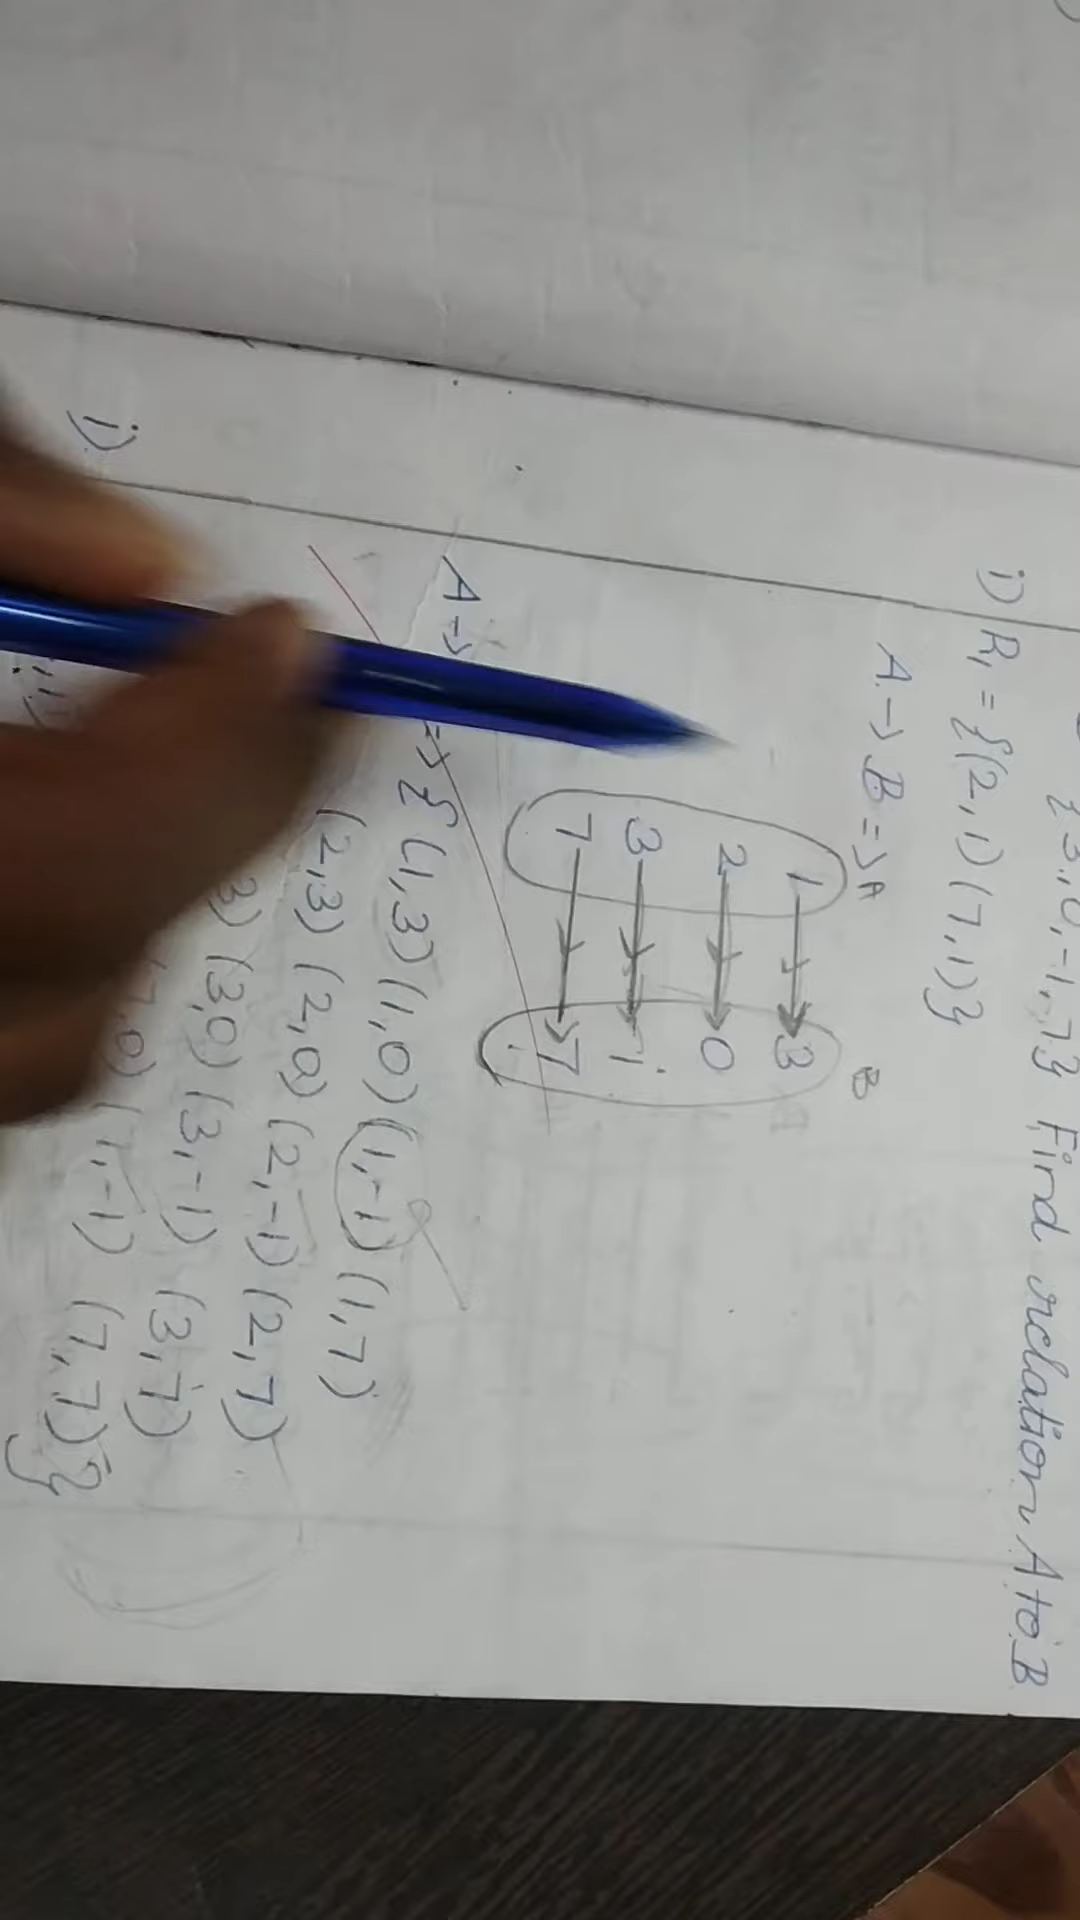 {3, 0, -1, 7} Find relation A to B
i) R₁ = {(2,1) (7,1)}
A → B =>
A B
1 3
2 0
3 -1
7 7
A → => {(1,3) (1,0) (1,-1) (1,7)
(2,3) (2,0) (2,-1) (2,7)
3) (3,0) (3,-1) (3,7)
,0) (7,-1) (7,7)}
i)